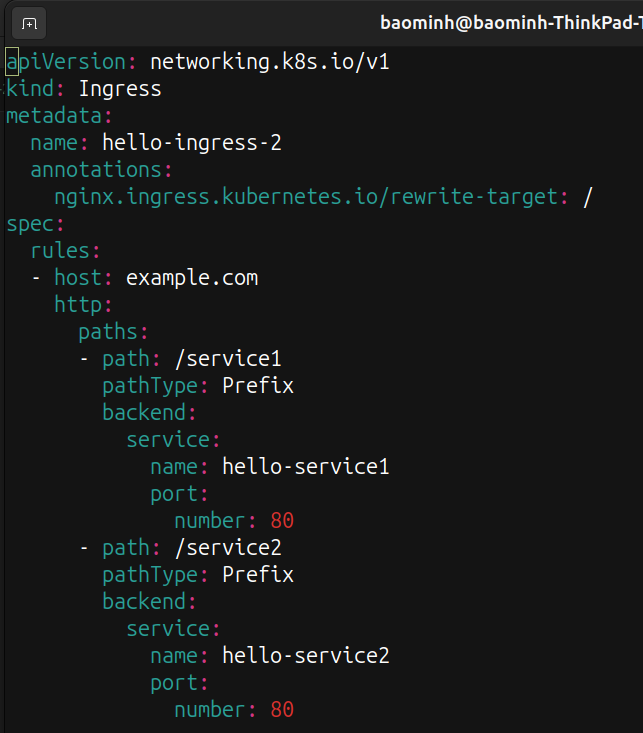 baominh@baominh-ThinkPad-T
apiVersion: networking.k8s.io/v1
kind: Ingress
metadata:
  name: hello-ingress-2
  annotations:
    nginx.ingress.kubernetes.io/rewrite-target: /
spec:
  rules:
  - host: example.com
    http:
      paths:
      - path: /service1
        pathType: Prefix
        backend:
          service:
            name: hello-service1
            port:
              number: 80
      - path: /service2
        pathType: Prefix
        backend:
          service:
            name: hello-service2
            port:
              number: 80